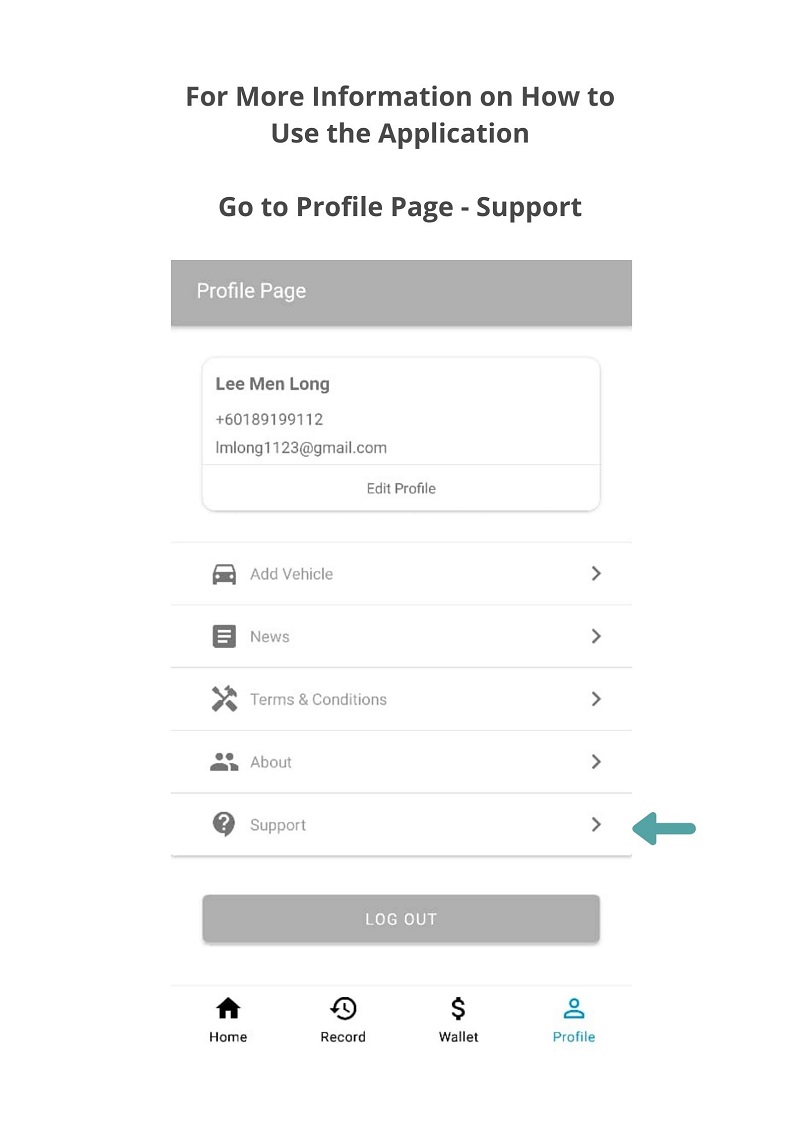 For More Information on How to
Use the Application
Go to Profile Page - Support
Profile Page
Lee Men Long
+60189199112
lmlong1123@gmail.com
Edit Profile
Add Vehicle
News
Terms & Conditions
About
Support
LOG OUT
Home Record Wallet Profile